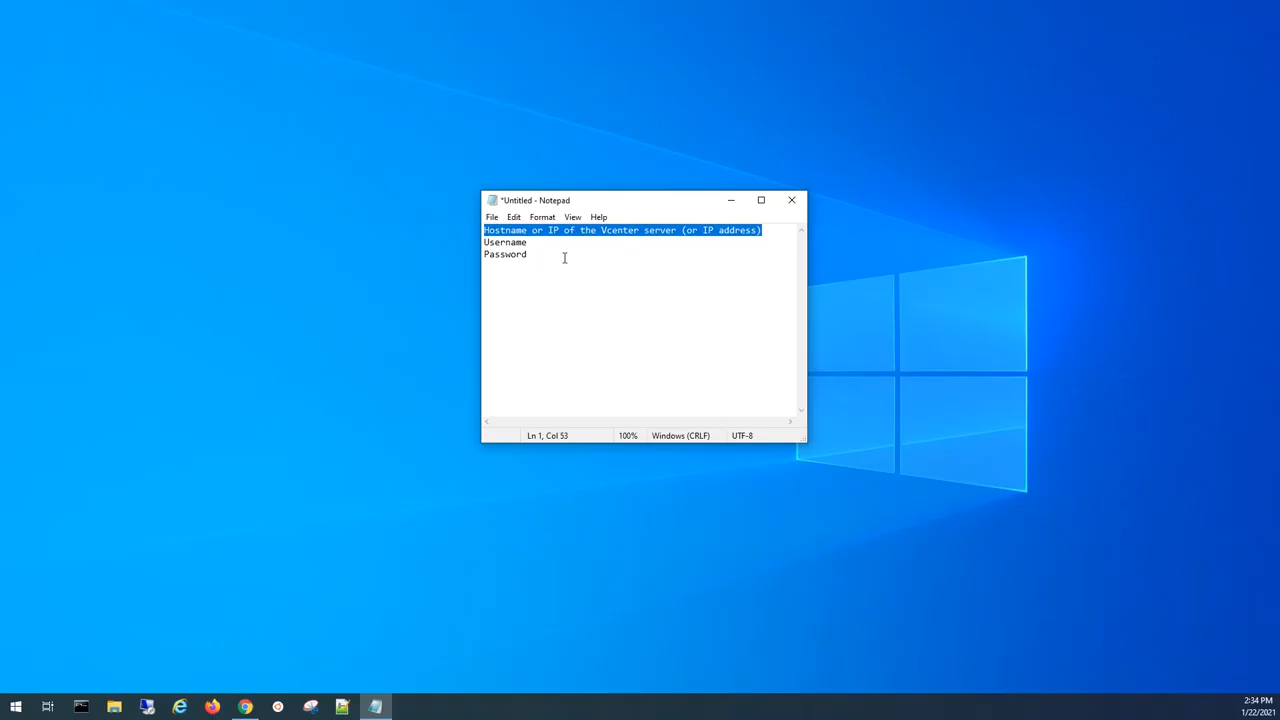 *Untitled - Notepad
File Edit Format View Help
Hostname or IP of the Vcenter server (or IP address)
Username
Password
Ln 1, Col 53 100% Windows (CRLF) UTF-8
2:34 PM
1/22/2021